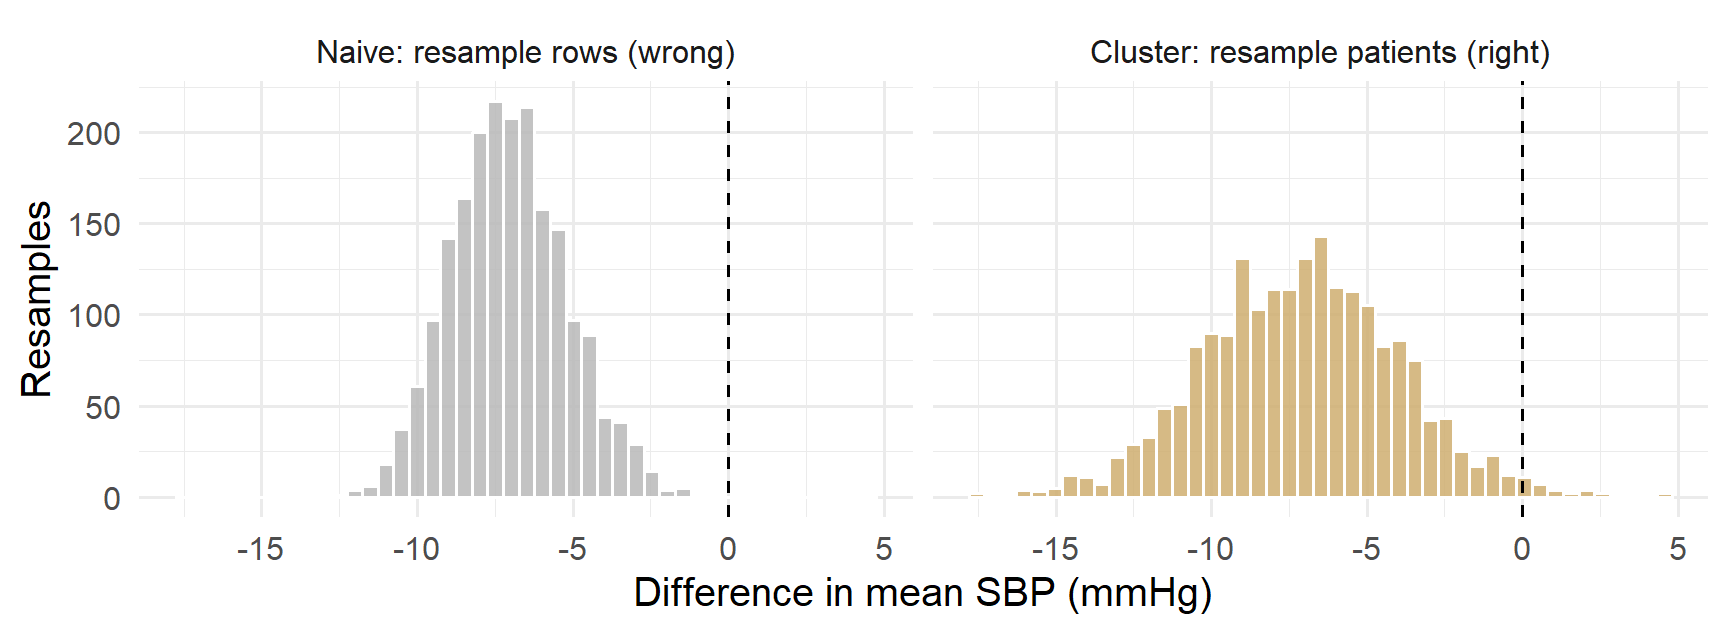 Naive: resample rows (wrong)
Cluster: resample patients (right)
Resamples
200
150
100
50
0
-15 -10 -5 0 5
-15 -10 -5 0 5
Difference in mean SBP (mmHg)